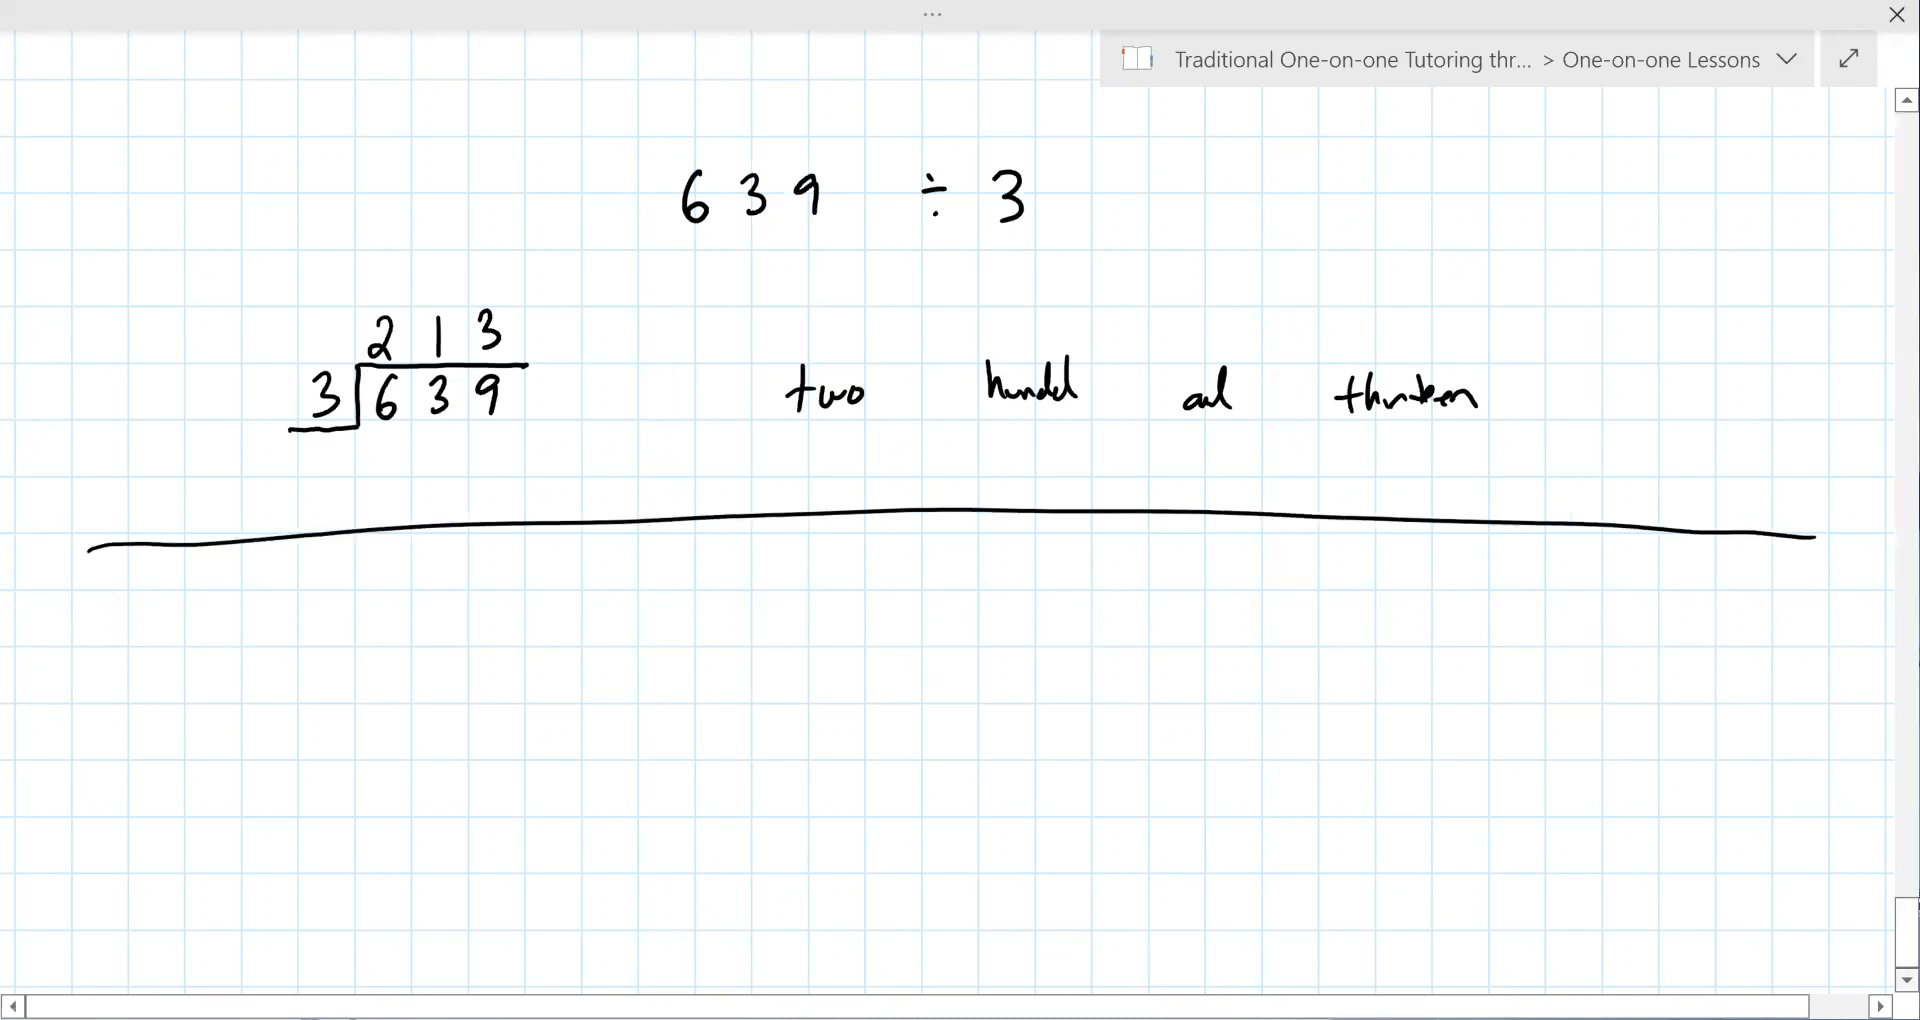 ...
Traditional One-on-one Tutoring thr... > One-on-one Lessons
6 3 9 ÷ 3
2 1 3
3 6 3 9 two hundred and thirteen